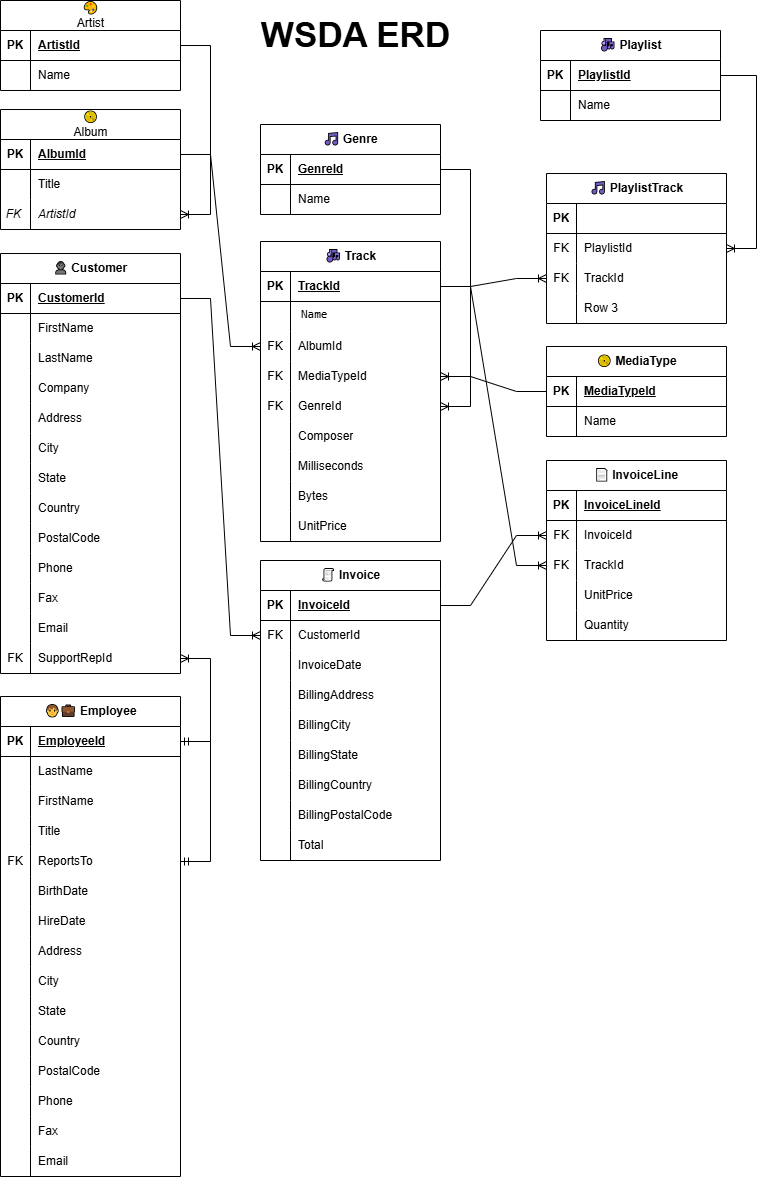 WSDA ERD
Artist
PK ArtistId
Name
Album
PK AlbumId
Title
FK ArtistId
Customer
PK CustomerId
FirstName
LastName
Company
Address
City
State
Country
PostalCode
Phone
Fax
Email
FK SupportRepId
Employee
PK EmployeeId
LastName
FirstName
Title
FK ReportsTo
BirthDate
HireDate
Address
City
State
Country
PostalCode
Phone
Fax
Email
Genre
PK GenreId
Name
Track
PK TrackId
Name
FK AlbumId
FK MediaTypeId
FK GenreId
Composer
Milliseconds
Bytes
UnitPrice
Invoice
PK InvoiceId
FK CustomerId
InvoiceDate
BillingAddress
BillingCity
BillingState
BillingCountry
BillingPostalCode
Total
Playlist
PK PlaylistId
Name
PlaylistTrack
PK
FK PlaylistId
FK TrackId
Row 3
MediaType
PK MediaTypeId
Name
InvoiceLine
PK InvoiceLineId
FK InvoiceId
FK TrackId
UnitPrice
Quantity